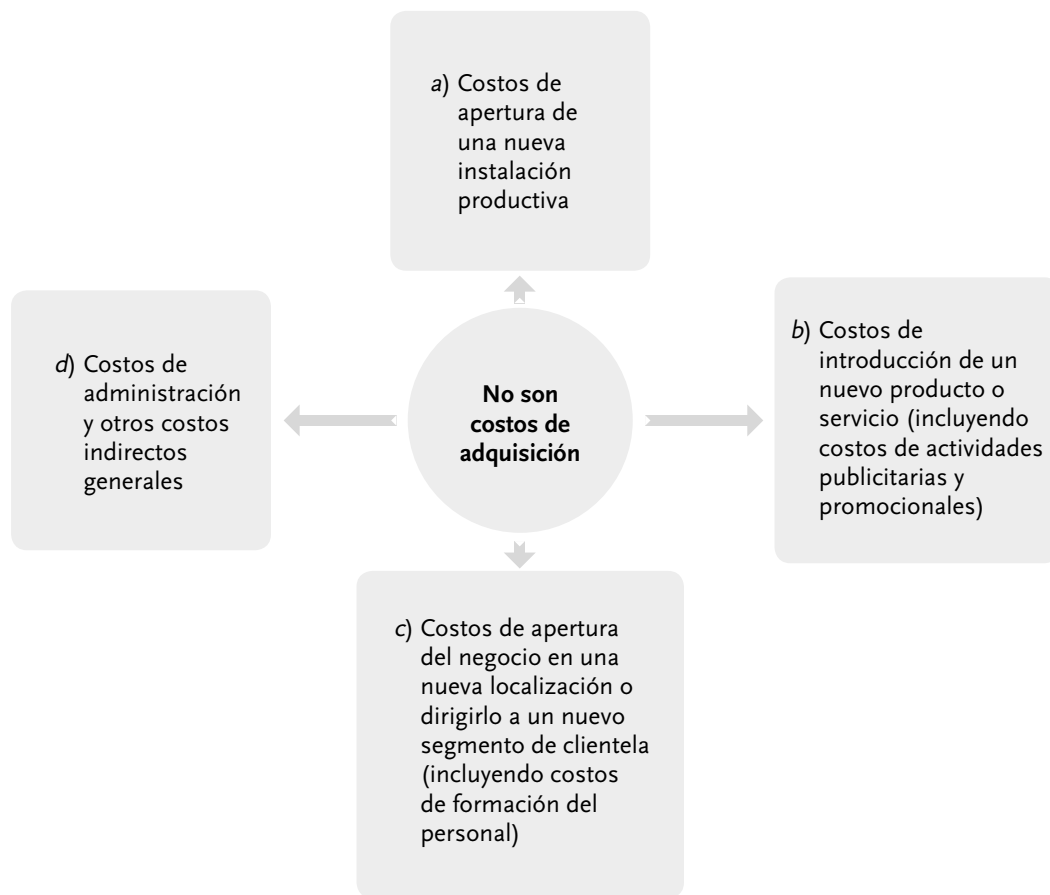 a) Costos de
apertura de
una nueva
instalación
productiva
b) Costos de
introducción de un
nuevo producto o
servicio (incluyendo
costos de actividades
publicitarias y
promocionales)
d) Costos de
administración
y otros costos
indirectos
generales
No son
costos de
adquisición
c) Costos de apertura
del negocio en una
nueva localización o
dirigirlo a un nuevo
segmento de clientela
(incluyendo costos
de formación del
personal)